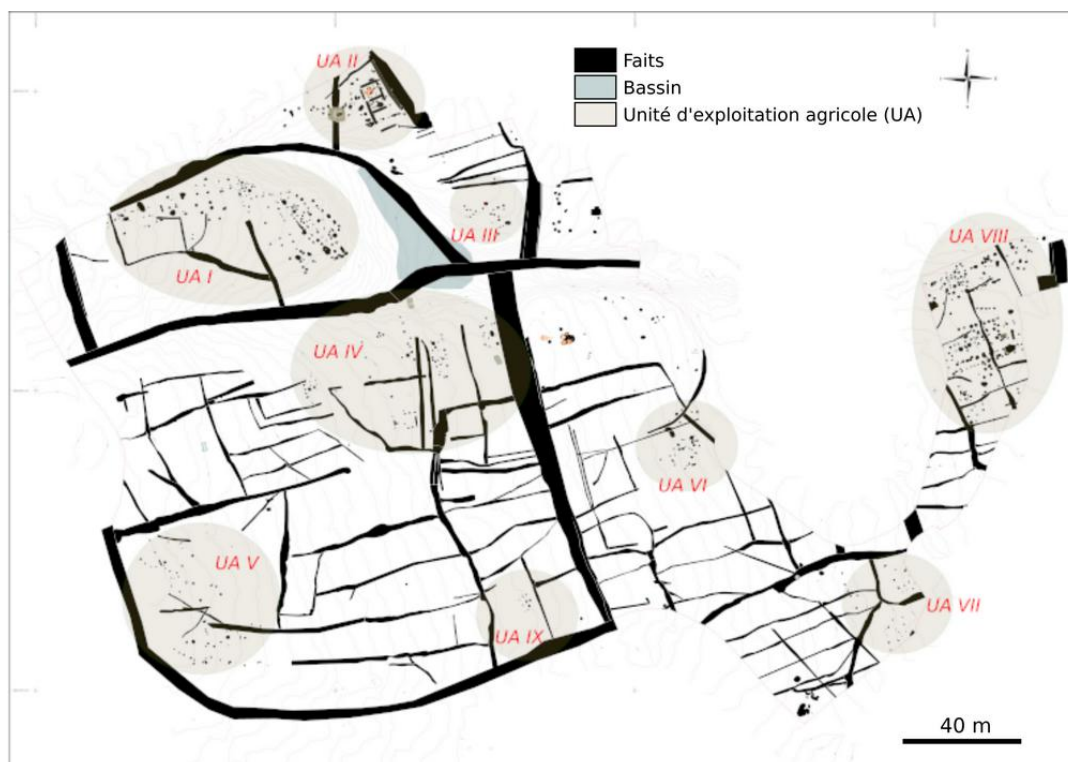 UA II
Faits
Bassin
Unité d'exploitation agricole (UA)
UA III
UA VIII
UA I
UA IV
UA VI
UA V
UA VII
UA IX
40 m